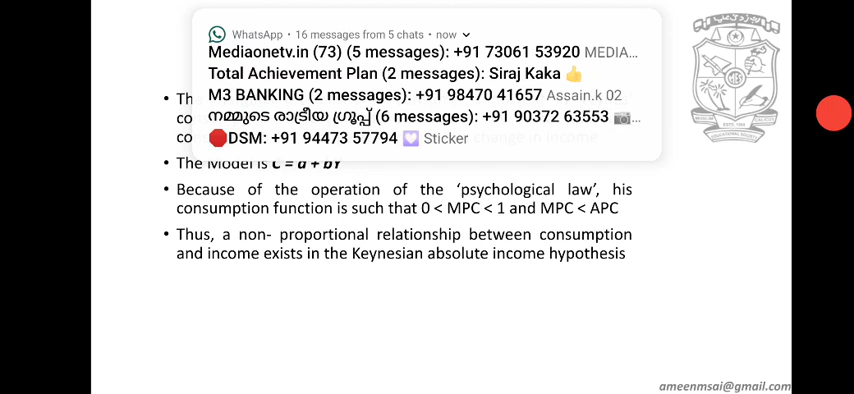 WhatsApp • 16 messages from 5 chats • now
Mediaonetv.in (73) (5 messages): +91 73061 53920 MEDIA...
Total Achievement Plan (2 messages): Siraj Kaka 👍
M3 BANKING (2 messages): +91 98470 41657 Assain.k 02
നമ്മുടെ രാത്രീയ ഗ്രൂപ്പ് (6 messages): +91 90372 63553 📷...
🛑DSM: +91 94473 57794 💟 Sticker
• The
co
co change in income
• The Model is C = a + bY
• Because of the operation of the ‘psychological law’, his
consumption function is such that 0 < MPC < 1 and MPC < APC
• Thus, a non- proportional relationship between consumption
and income exists in the Keynesian absolute income hypothesis
ameenmsai@gmail.com